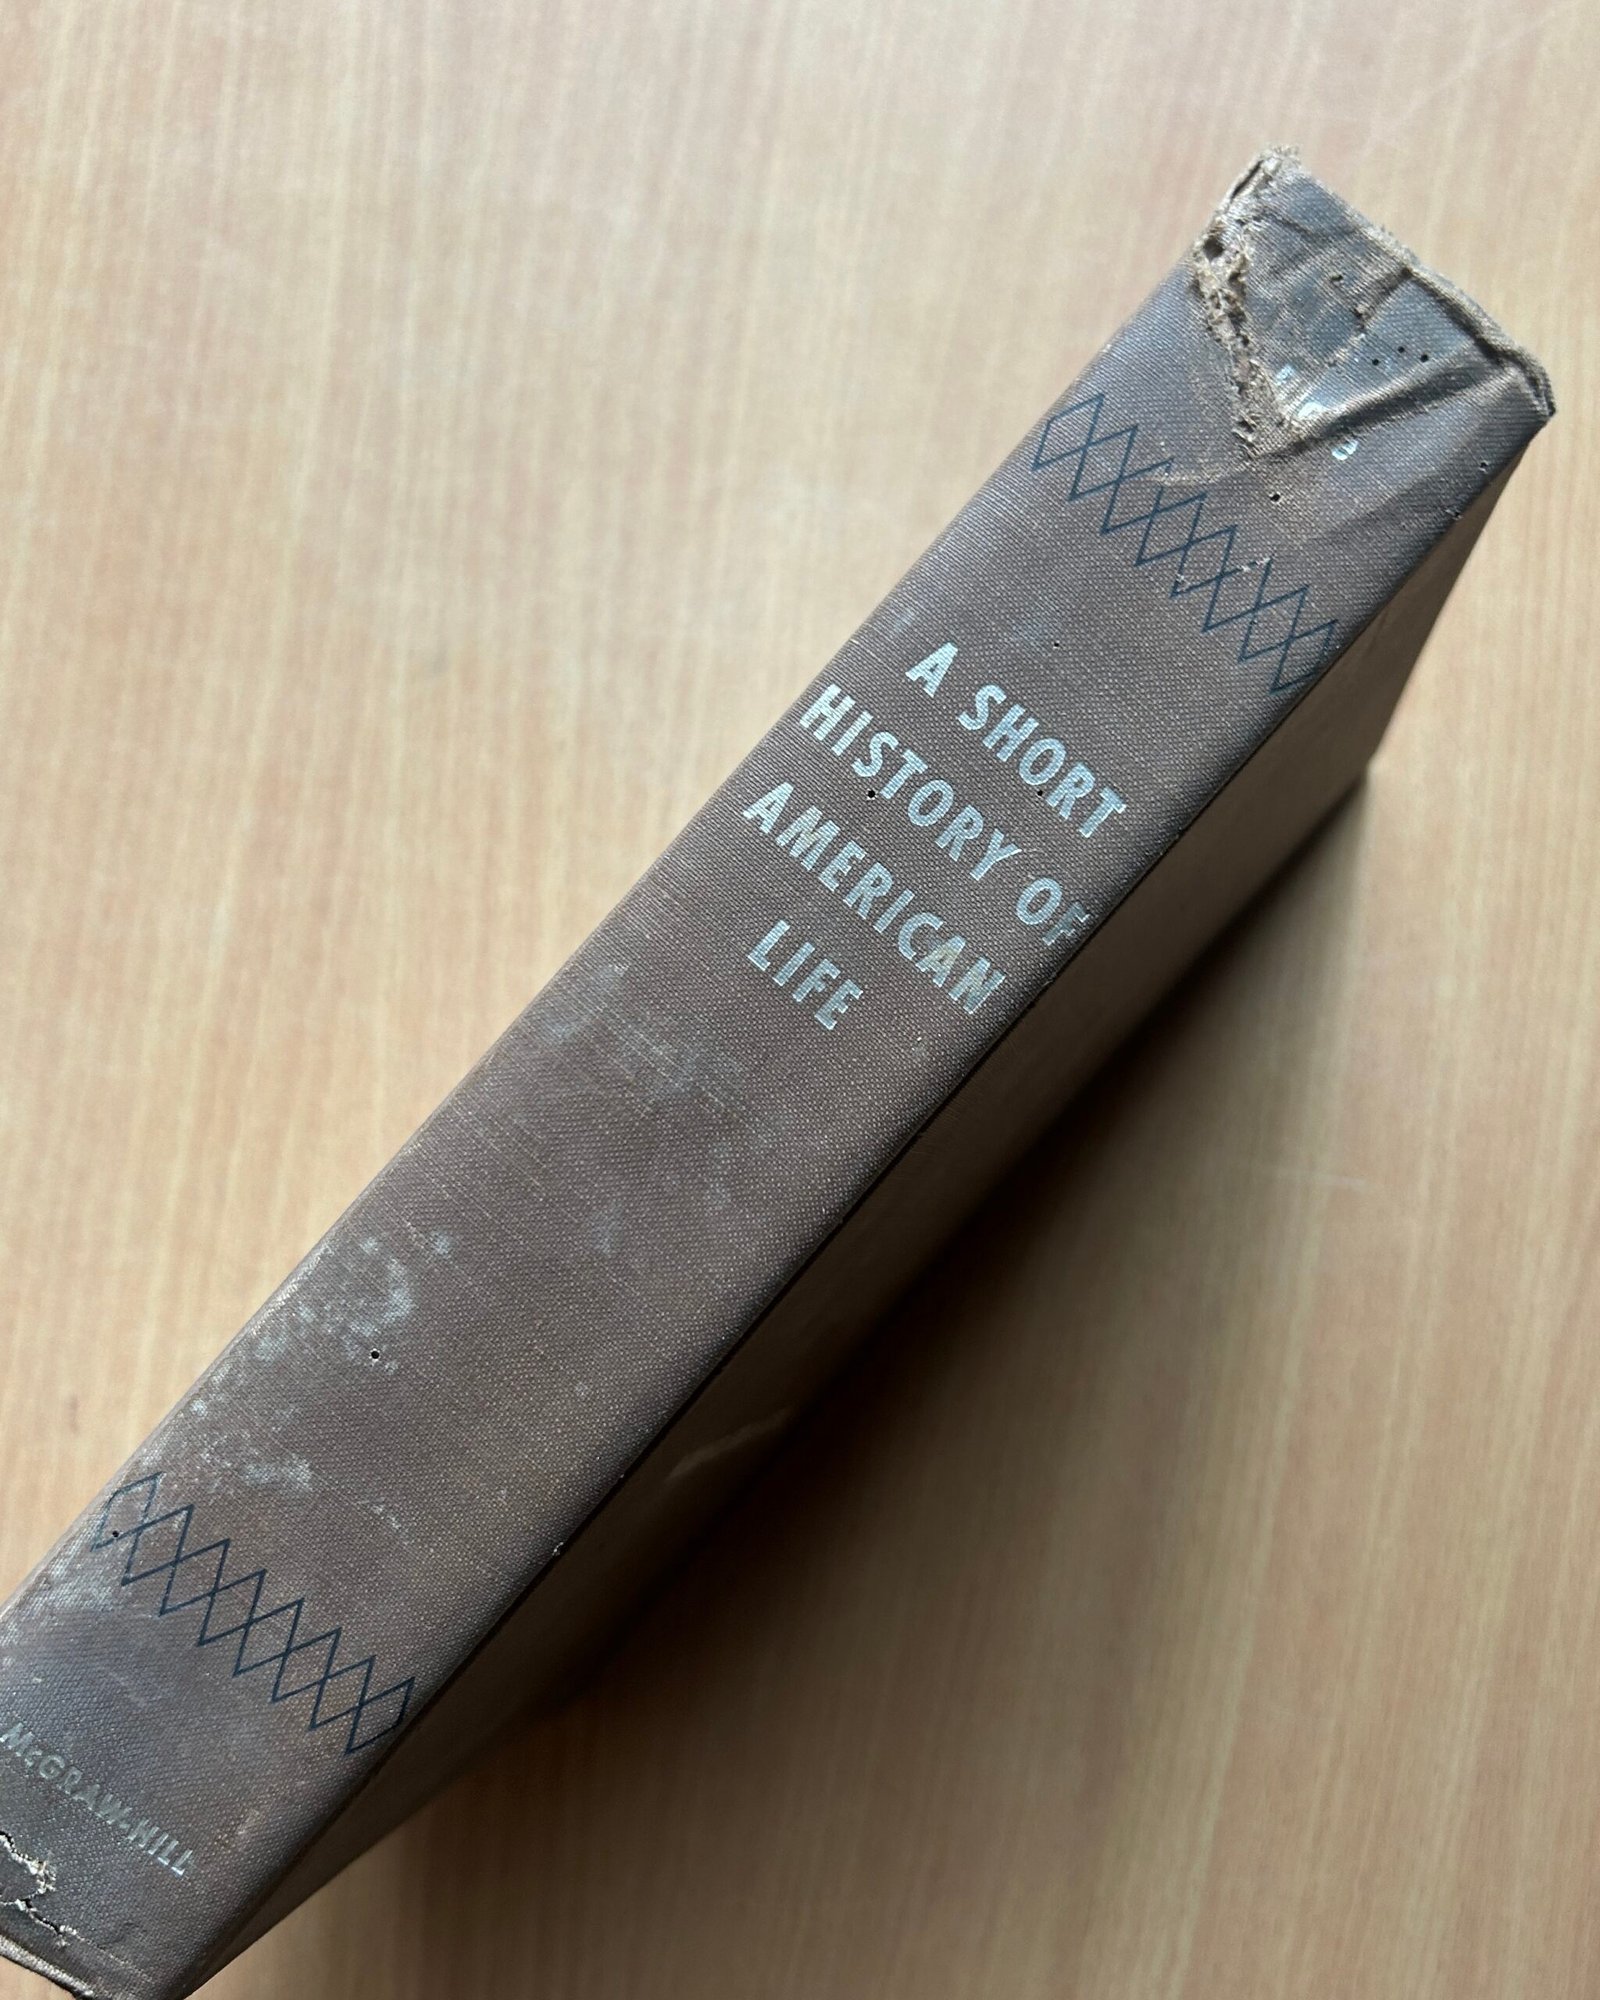 A SHORT
HISTORY OF
AMERICAN
LIFE
McGRAW-HILL